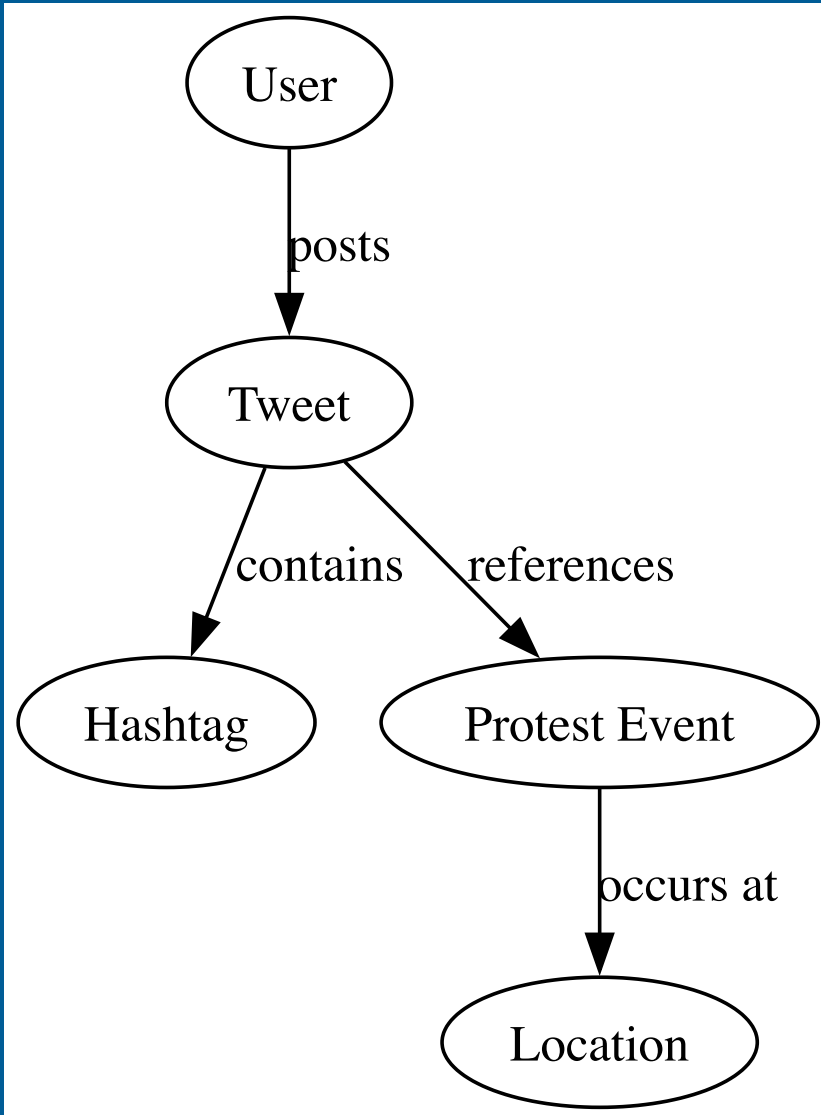 User
posts
Tweet
contains
references
Hashtag
Protest Event
occurs at
Location